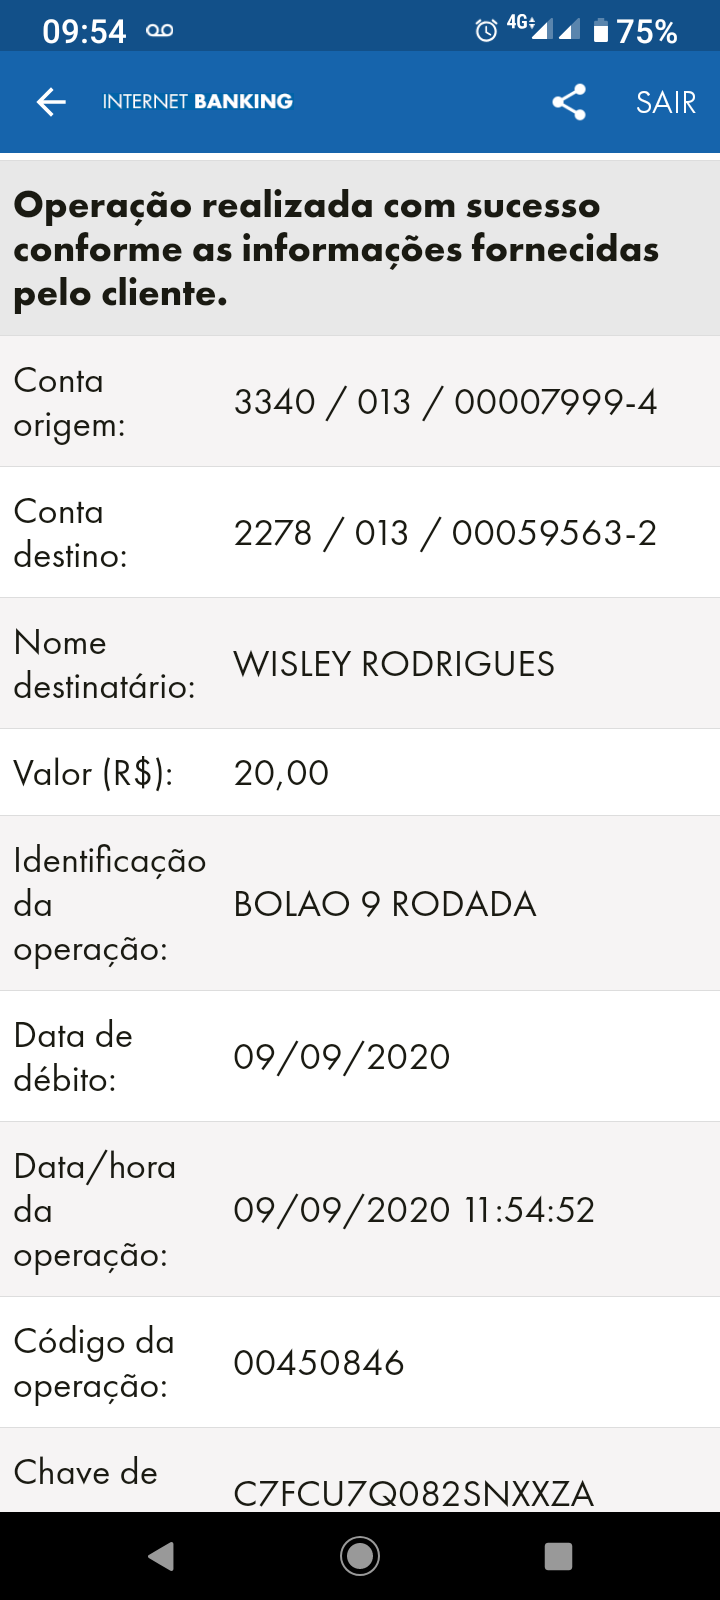 09:54
4G
75%
INTERNET BANKING
SAIR
Operação realizada com sucesso
conforme as informações fornecidas
pelo cliente.
Conta
origem:
3340 / 013 / 00007999-4
Conta
destino:
2278 / 013 / 00059563-2
Nome
destinatário:
WISLEY RODRIGUES
Valor (R$):
20,00
Identificação
da
operação:
BOLAO 9 RODADA
Data de
débito:
09/09/2020
Data/hora
da
operação:
09/09/2020 11:54:52
Código da
operação:
00450846
Chave de
C7FCU7Q082SNXXZA